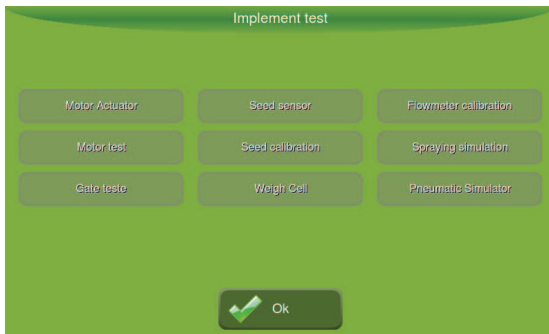 Implement test
Motor Actuator
Seed sensor
Flowmeter calibration
Motor test
Seed calibration
Spraying simulation
Gate teste
Weigh Cell
Pneumatic Simulator
Ok